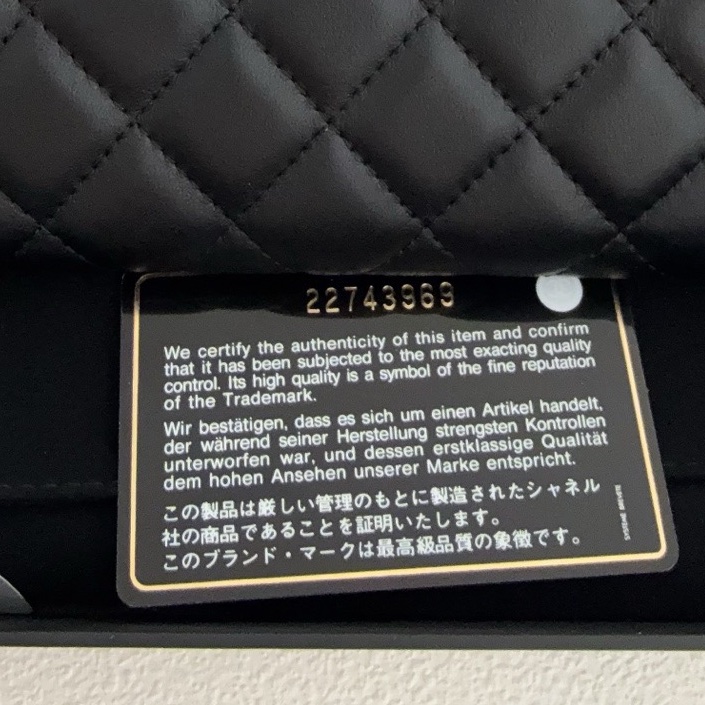 22743969
We certify the authenticity of this item and confirm
that it has been subjected to the most exacting quality
control. Its high quality is a symbol of the fine reputation
of the Trademark.
Wir bestätigen, dass es sich um einen Artikel handelt,
der während seiner Herstellung strengsten Kontrollen
unterworfen war, und dessen erstklassige Qualität
dem hohen Ansehen unserer Marke entspricht.
この製品は厳しい管理のもとに製造されたシャネル
社の商品であることを証明いたします。
このブランド・マークは最高級品質の象徴です。
SYSTEME BREVETE